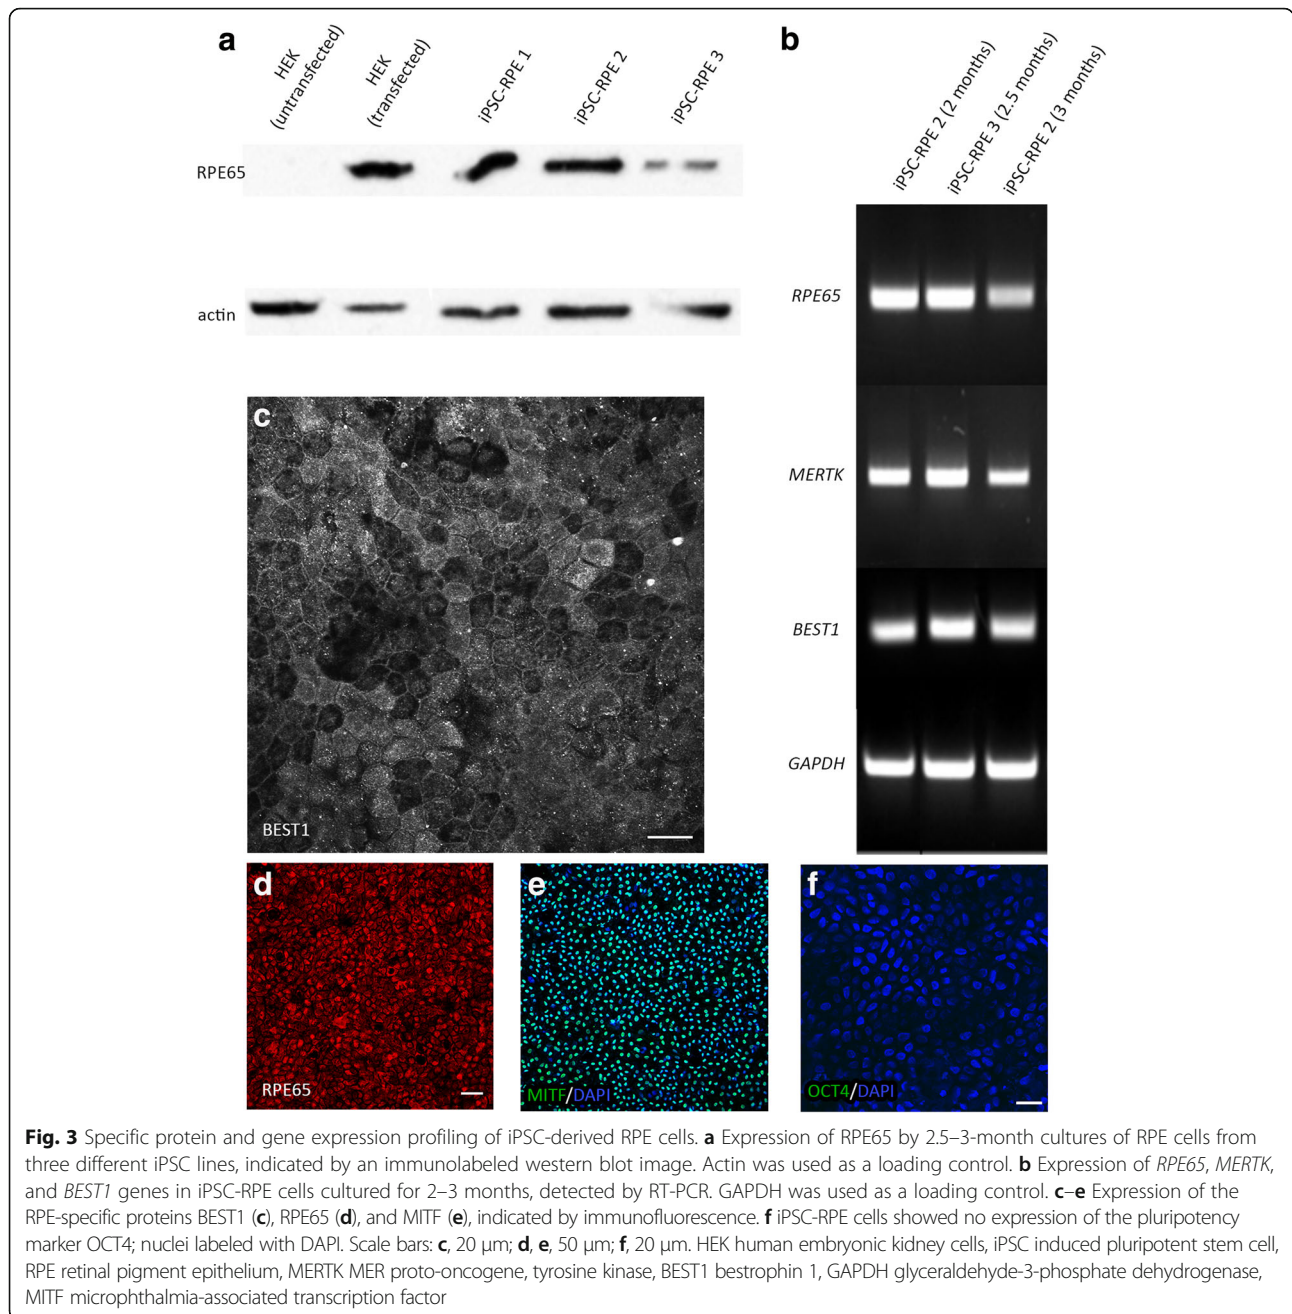 a
HEK
(untransfected)
HEK
(transfected)
iPSC-RPE 1
iPSC-RPE 2
iPSC-RPE 3
RPE65
actin
b
iPSC-RPE 2 (2 months)
iPSC-RPE 3 (2.5 months)
iPSC-RPE 2 (3 months)
RPE65
MERTK
BEST1
GAPDH
c
BEST1
d
RPE65
e
MITF/DAPI
f
OCT4/DAPI
Fig. 3 Specific protein and gene expression profiling of iPSC-derived RPE cells. a Expression of RPE65 by 2.5–3-month cultures of RPE cells from
three different iPSC lines, indicated by an immunolabeled western blot image. Actin was used as a loading control. b Expression of RPE65, MERTK,
and BEST1 genes in iPSC-RPE cells cultured for 2–3 months, detected by RT-PCR. GAPDH was used as a loading control. c–e Expression of the
RPE-specific proteins BEST1 (c), RPE65 (d), and MITF (e), indicated by immunofluorescence. f iPSC-RPE cells showed no expression of the pluripotency
marker OCT4; nuclei labeled with DAPI. Scale bars: c, 20 μm; d, e, 50 μm; f, 20 μm. HEK human embryonic kidney cells, iPSC induced pluripotent stem cell,
RPE retinal pigment epithelium, MERTK MER proto-oncogene, tyrosine kinase, BEST1 bestrophin 1, GAPDH glyceraldehyde-3-phosphate dehydrogenase,
MITF microphthalmia-associated transcription factor